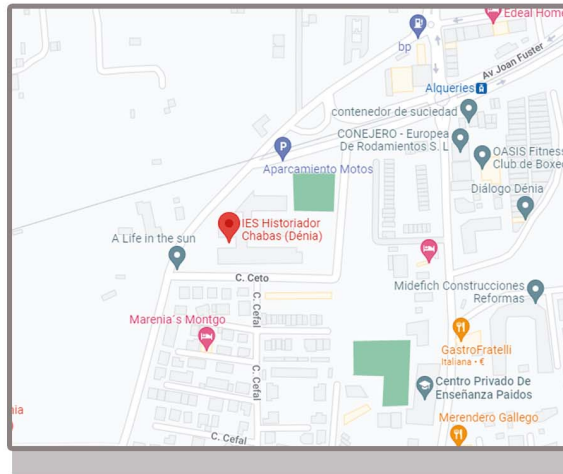 Edeal Home
bp
Av Joan Fuster
Alqueries
contenedor de suciedad
CONEJERO - Europea
De Rodamientos S. L
OASIS Fitness
Club de Boxeo
P
Aparcamiento Motos
Diálogo Dénia
IES Historiador
Chabas (Dénia)
A Life in the sun
C. Ceto
C. Cefal
Midefich Construcciones
Reformas
Marenia´s Montgo
GastroFratelli
Italiana • €
C. Cefal
Centro Privado De
Enseñanza Paidos
nia
)
Merendero Gallego
C. Cefal